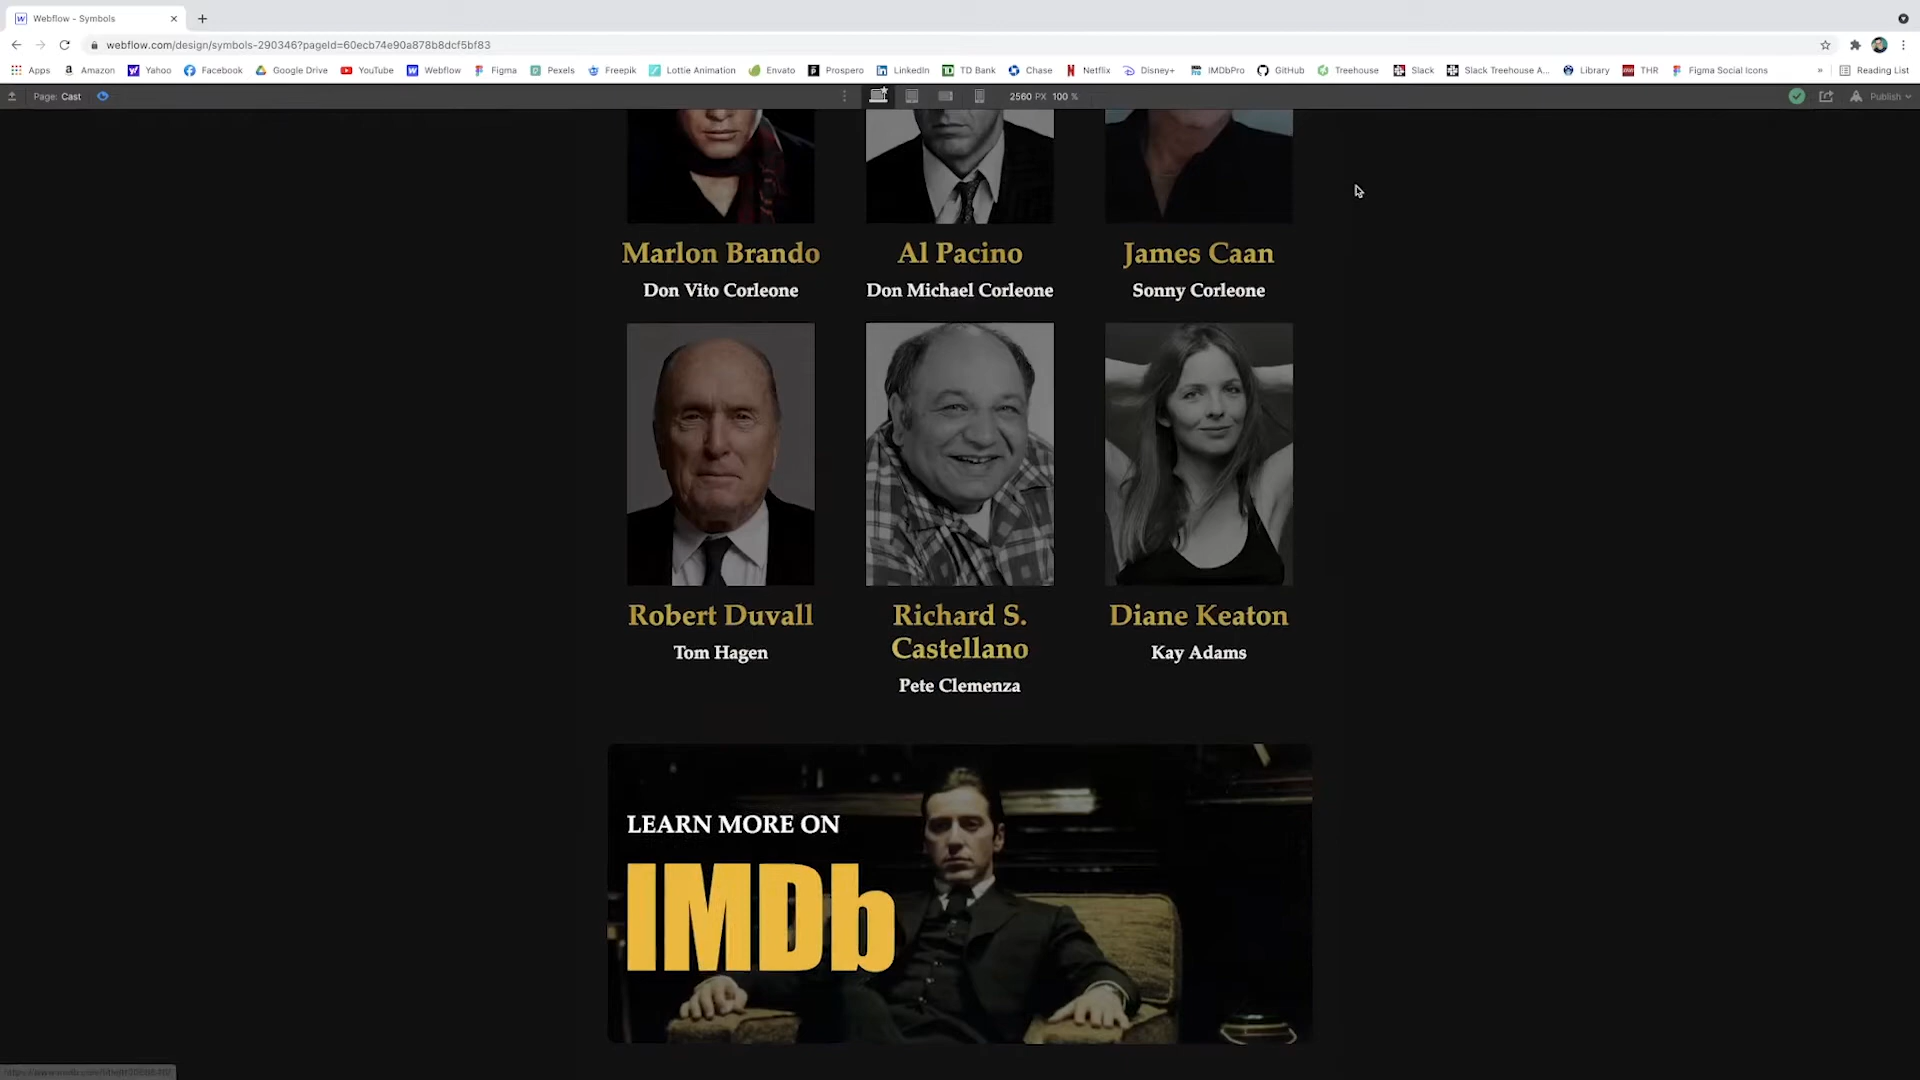 Webflow - Symbols
webflow.com/design/symbols-290346?pageId=60ecb74e90a878b8dcf5bf83
Apps Amazon Yahoo Facebook Google Drive YouTube Webflow Figma Pexels Freepik Lottie Animation Envato Prospero LinkedIn TD Bank Chase Netflix Disney+ IMDbPro GitHub Treehouse Slack Slack Treehouse A... Library THR Figma Social Icons » Reading List
Page: Cast 2560 PX 100 % Publish
Marlon Brando Al Pacino James Caan
Don Vito Corleone Don Michael Corleone Sonny Corleone
Robert Duvall Richard S. Diane Keaton
Castellano
Tom Hagen Kay Adams
Pete Clemenza
LEARN MORE ON
IMDb